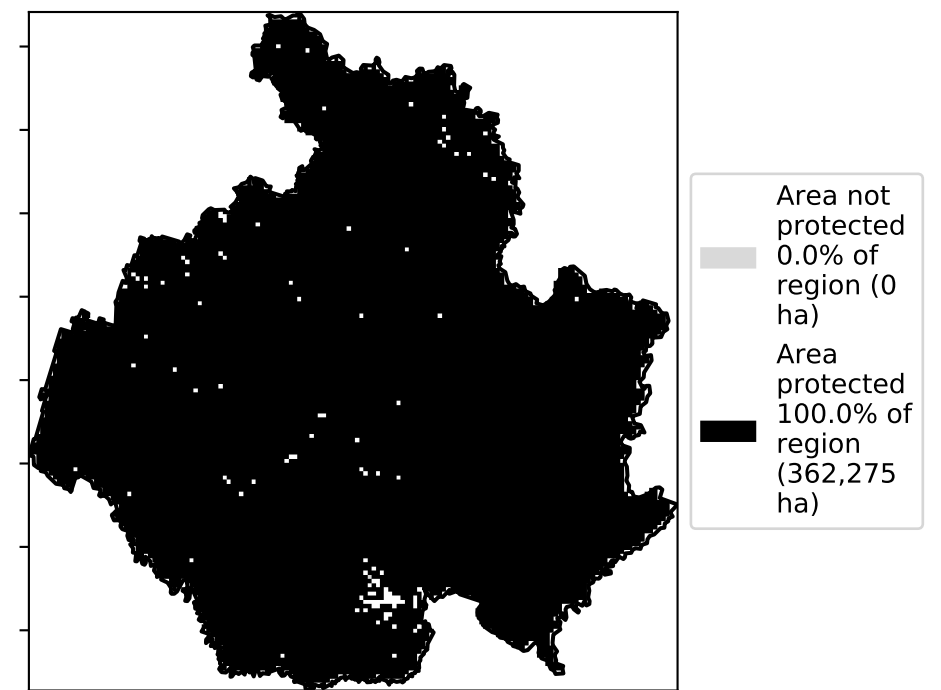 Area not
protected
0.0% of
region (0
ha)
Area
protected
100.0% of
region
(362,275
ha)